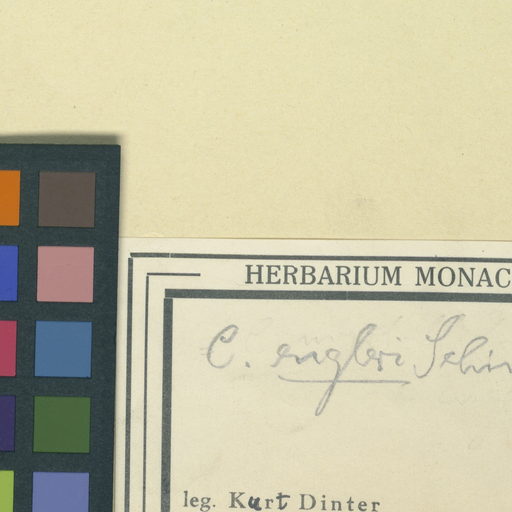 HERBARIUM MONAC
C. engleri Schin
leg. Kurt Dinter